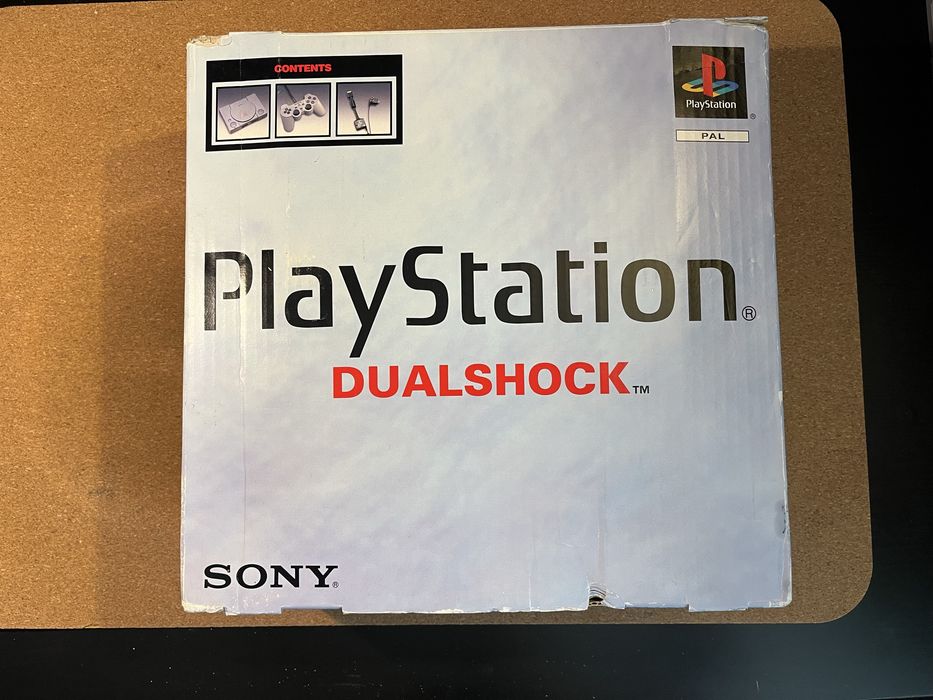 CONTENTS
PlayStation
®
PAL
PlayStation®
DUALSHOCK™
SONY®